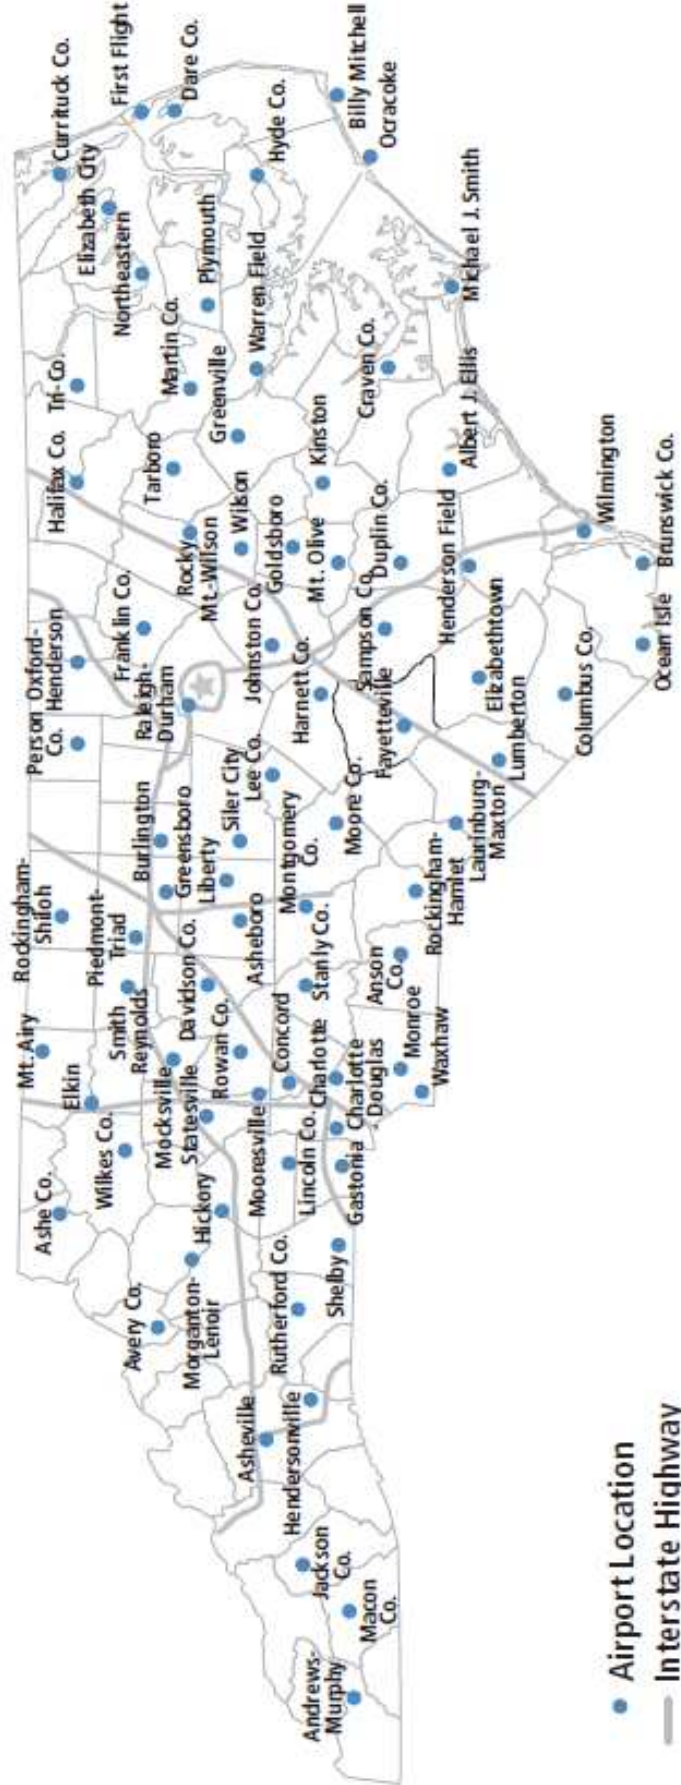 Currituck Co.
First Flight
Dare Co.
Elizabeth City
Northeastern
Hyde Co.
Billy Mitchell
Ocracoke
Plymouth
Warren Field
Michael J. Smith
Tri-Co.
Martin Co.
Greenville
Craven Co.
Albert J. Ellis
Halifax Co.
Tarboro
Wilson
Kinston
Rocky
Mt.-Wilson
Goldsboro
Mt. Olive
Duplin Co.
Henderson Field
Wilmington
Brunswick Co.
Ocean Isle
Person
Co.
Oxford-
Henderson
Franklin Co.
Raleigh-
Durham
Johnston Co.
Harnett Co.
Sampson Co.
Fayetteville
Elizabethtown
Lumberton
Columbus Co.
Rockingham-
Shiloh
Burlington
Greensboro
Liberty
Siler City
Lee Co.
Moore Co.
Montgomery
Co.
Laurinburg-
Maxton
Rockingham-
Hamlet
Piedmont-
Triad
Asheboro
Davidson Co.
Stanly Co.
Anson
Co.
Mt. Airy
Elkin
Smith
Reynolds
Mocksville
Rowan Co.
Concord
Charlotte
Charlotte
- Douglas
Monroe
Waxhaw
Ashe Co.
Wilkes Co.
Statesville
Mooresville
Lincoln Co.
Gastonia
Hickory
Avery Co.
Morganton-
Lenoir
Rutherford Co.
Shelby
Asheville
Hendersonville
Jackson
Co.
Macon
Co.
Andrews-
Murphy
Airport Location
Interstate Highway